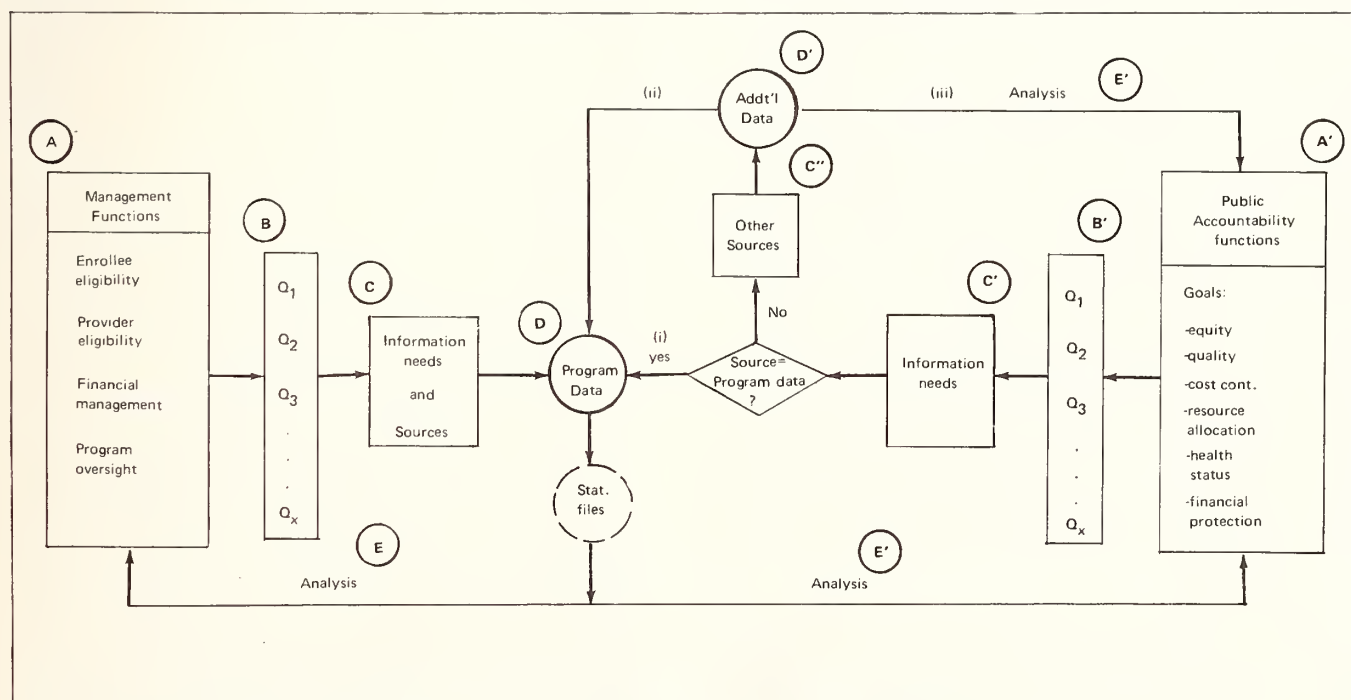 A
Management
Functions
Enrollee
eligibility
Provider
eligibility
Financial
management
Program
oversight
B
Q1
Q2
Q3
.
.
.
Qx
C
Information
needs
and
Sources
D
Program
Data
Stat.
files
E
Analysis
(i)
yes
Source=
Program data
?
No
C''
Other
Sources
D'
Addt'l
Data
(ii)
(iii)
Analysis
E'
C'
Information
needs
B'
Q1
Q2
Q3
.
.
.
Qx
A'
Public
Accountability
functions
Goals:
-equity
-quality
-cost cont.
-resource
allocation
-health
status
-financial
protection
E'
Analysis